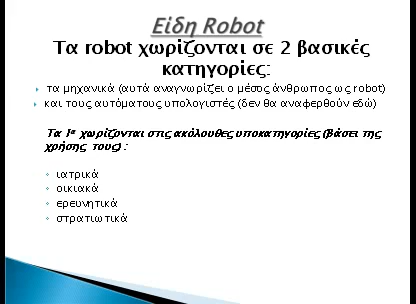 Είδη Robot
Τα robot χωρίζονται σε 2 βασικές
κατηγορίες:
τα μηχανικά (αυτά αναγνωρίζει ο μέσος άνθρωπος ως robot)
και τους αυτόματους υπολογιστές (δεν θα αναφερθούν εδώ)
Τα 1α χωρίζονται στις ακόλουθες υποκατηγορίες (βάσει της
χρήσης τους) :
ιατρικά
οικιακά
ερευνητικά
στρατιωτικά